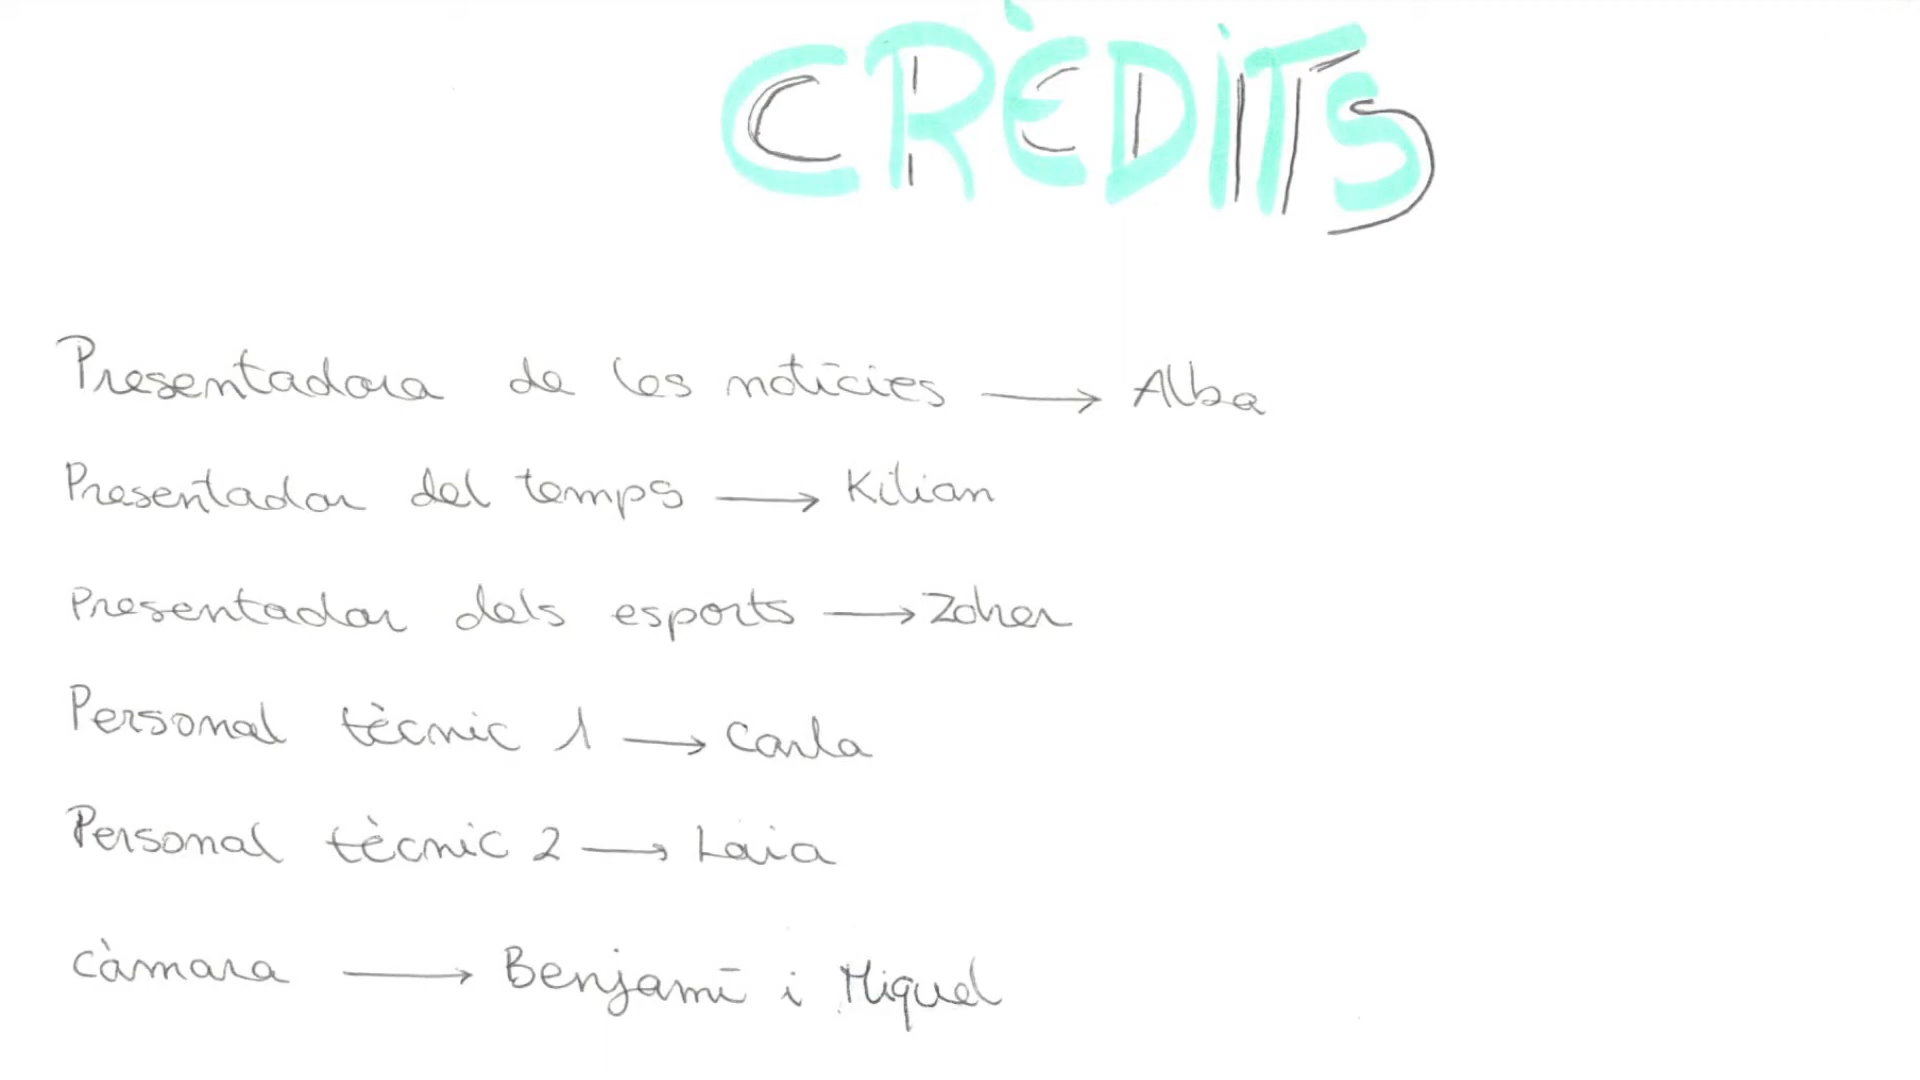 CRÈDITS
Presentadora de les notícies → Alba
Presentador del temps → Kilian
Presentador dels esports → Zoher
Personal tècnic 1 → Carla
Personal tècnic 2 → Laia
càmara → Benjamí i Miquel